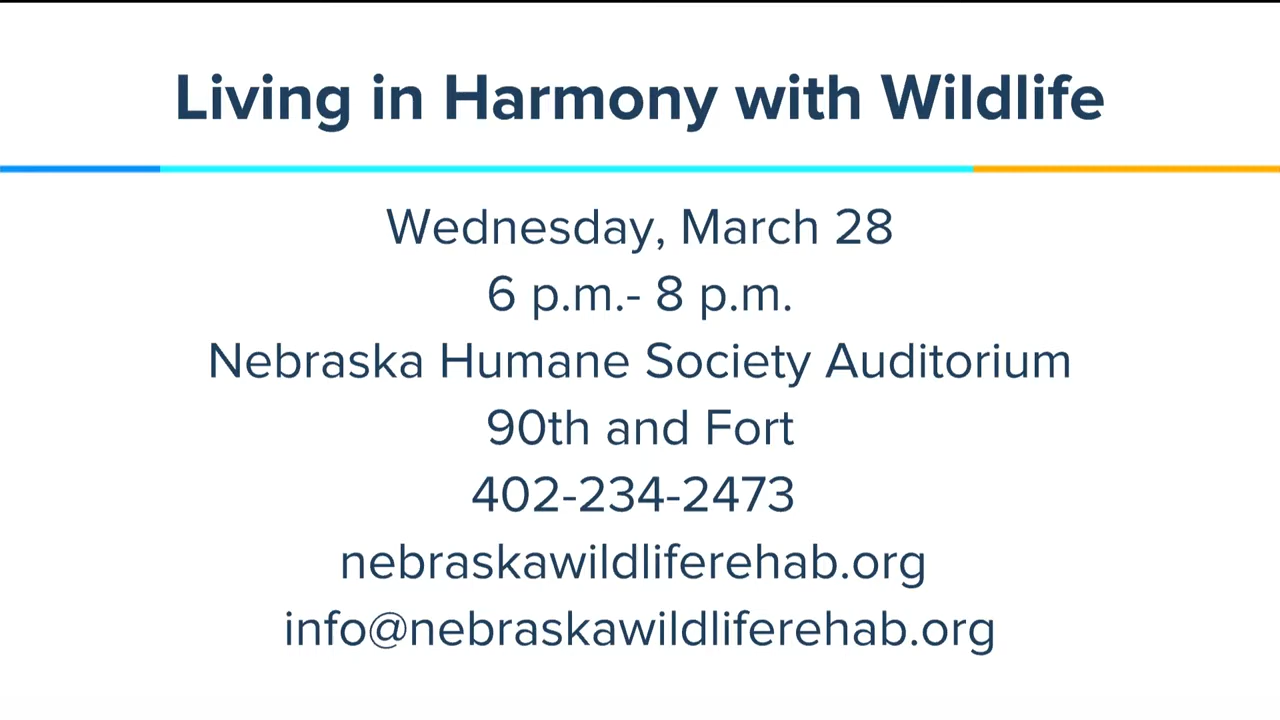 Living in Harmony with Wildlife
Wednesday, March 28
6 p.m.- 8 p.m.
Nebraska Humane Society Auditorium
90th and Fort
402-234-2473
nebraskawildliferehab.org
info@nebraskawildliferehab.org